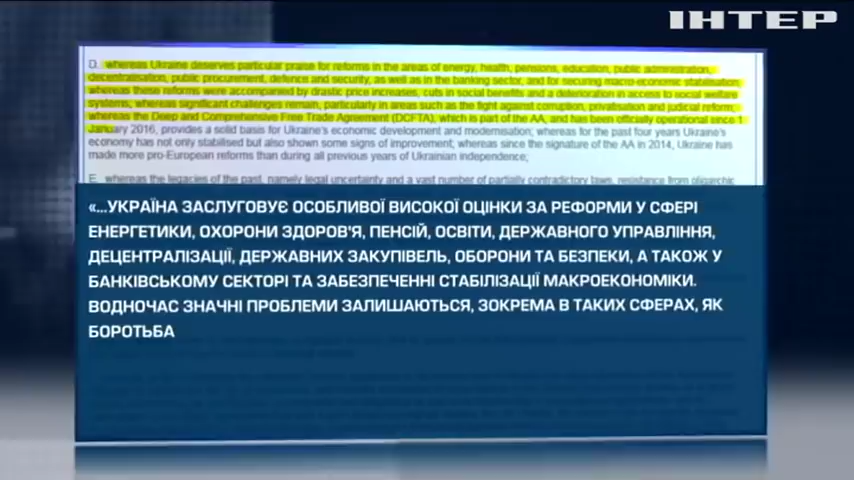 ІНТЕР
D. whereas Ukraine deserves particular praise for reforms in the areas of energy, health, pensions, education, public administration,
decentralisation, public procurement, defence and security, as well as in the banking sector, and for securing macro-economic stabilisation;
whereas these reforms were accompanied by drastic price increases, cuts in social benefits and a deterioration in access to social welfare
systems; whereas significant challenges remain, particularly in areas such as the fight against corruption, privatisation and judicial reform;
whereas the Deep and Comprehensive Free Trade Agreement (DCFTA), which is part of the AA, and has been officially operational since 1
January 2016, provides a solid basis for Ukraine's economic development and modernisation; whereas for the past four years Ukraine's
economy has not only stabilised but also shown some signs of improvement; whereas since the signature of the AA in 2014, Ukraine has
made more pro-European reforms than during all previous years of Ukrainian independence;
E. whereas the legacies of the past, namely legal uncertainty and a vast number of partially contradictory laws, resistance from oligarchic
«...УКРАЇНА ЗАСЛУГОВУЄ ОСОБЛИВОЇ ВИСОКОЇ ОЦІНКИ ЗА РЕФОРМИ У СФЕРІ
ЕНЕРГЕТИКИ, ОХОРОНИ ЗДОРОВ'Я, ПЕНСІЙ, ОСВІТИ, ДЕРЖАВНОГО УПРАВЛІННЯ,
ДЕЦЕНТРАЛІЗАЦІЇ, ДЕРЖАВНИХ ЗАКУПІВЕЛЬ, ОБОРОНИ ТА БЕЗПЕКИ, А ТАКОЖ У
БАНКІВСЬКОМУ СЕКТОРІ ТА ЗАБЕЗПЕЧЕННІ СТАБІЛІЗАЦІЇ МАКРОЕКОНОМІКИ.
ВОДНОЧАС ЗНАЧНІ ПРОБЛЕМИ ЗАЛИШАЮТЬСЯ, ЗОКРЕМА В ТАКИХ СФЕРАХ, ЯК
БОРОТЬБА